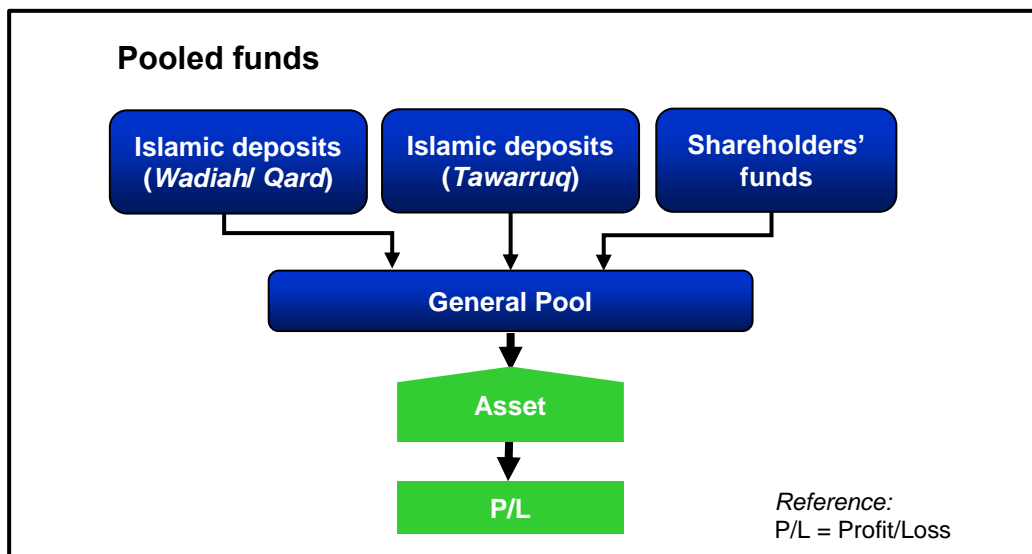 Pooled funds
Islamic deposits
(Wadiah/ Qard)
Islamic deposits
(Tawarruq)
Shareholders’
funds
General Pool
Asset
P/L
Reference:
P/L = Profit/Loss